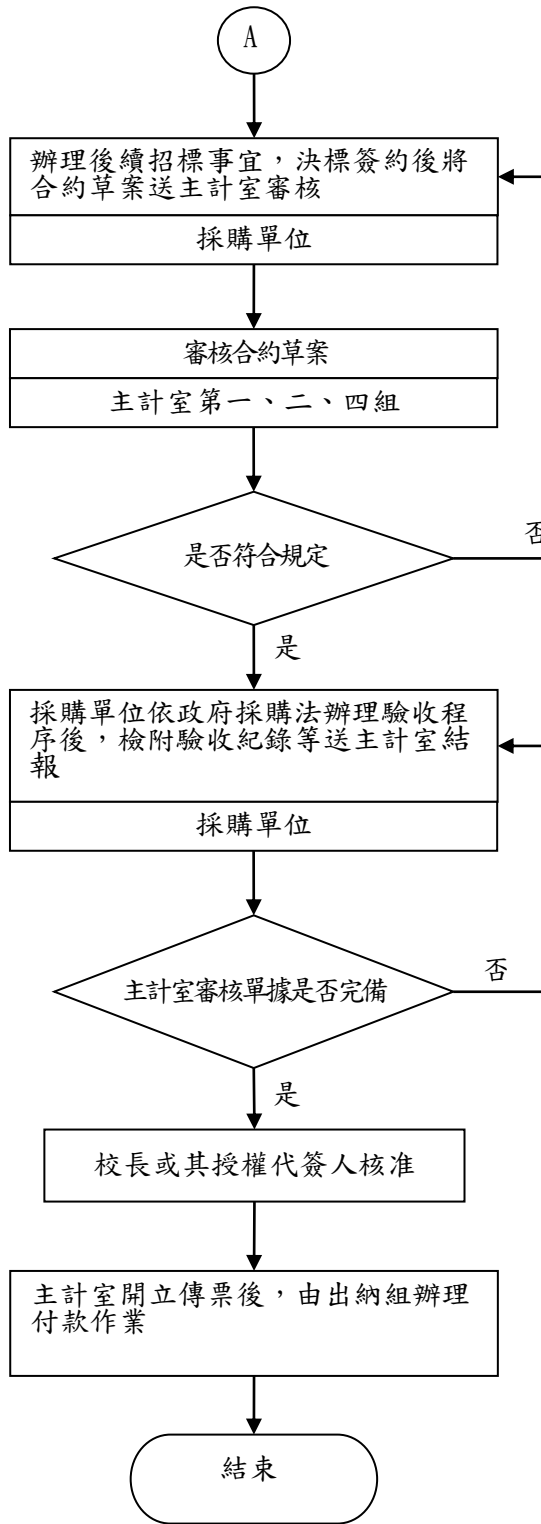 A
辦理後續招標事宜，決標簽約後將
合約草案送主計室審核
採購單位
審核合約草案
主計室第一、二、四組
是否符合規定
否
是
採購單位依政府採購法辦理驗收程
序後，檢附驗收紀錄等送主計室結
報
採購單位
主計室審核單據是否完備
否
是
校長或其授權代簽人核准
主計室開立傳票後，由出納組辦理
付款作業
結束